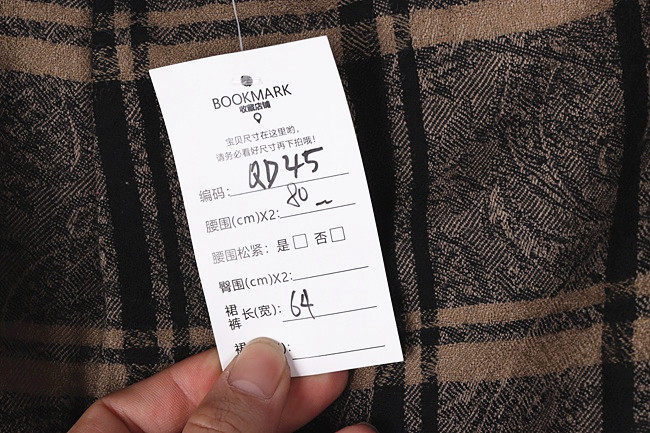 BOOKMARK
收藏店铺
宝贝尺寸在这里哟，
请务必看好尺寸再下拍哦！
编码：QD45
腰围(cm)X2: 80
腰围松紧：是□ 否□
臀围(cm)X2:
裙裤长(宽)：64
裙